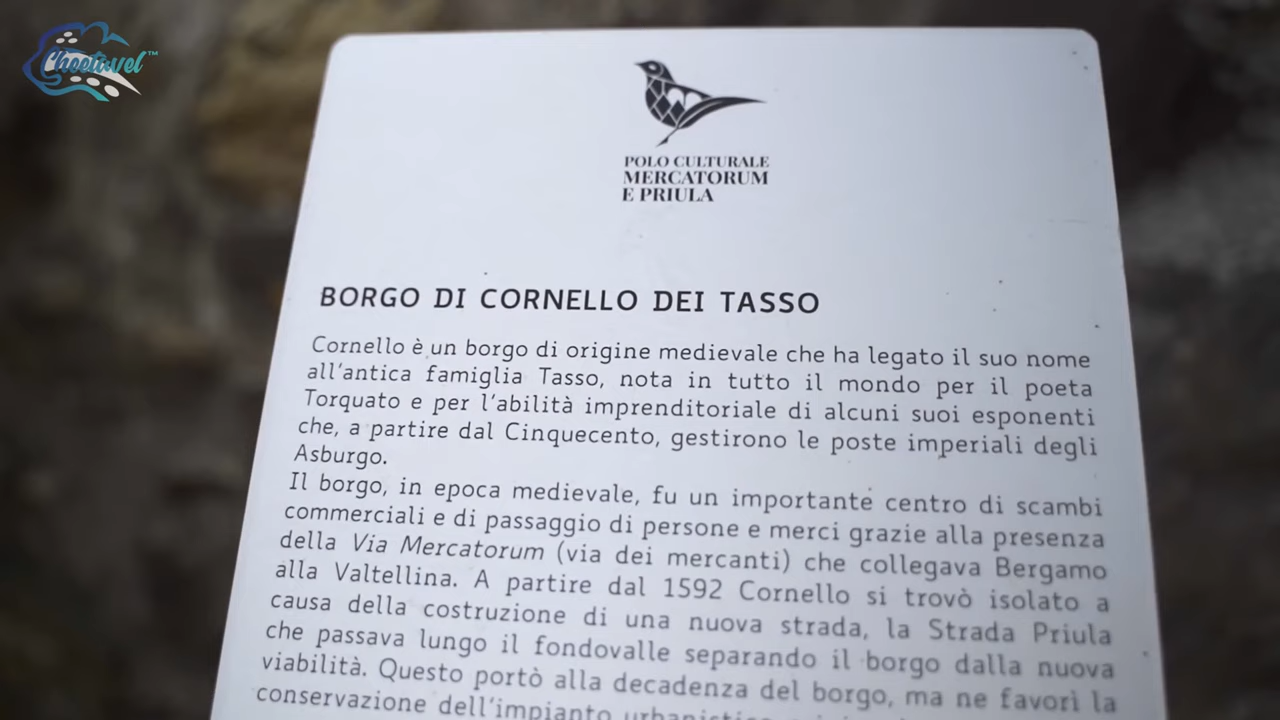 Cheetavel™
POLO CULTURALE
MERCATORUM
E PRIULA
BORGO DI CORNELLO DEI TASSO
Cornello è un borgo di origine medievale che ha legato il suo nome
all'antica famiglia Tasso, nota in tutto il mondo per il poeta
Torquato e per l'abilità imprenditoriale di alcuni suoi esponenti
che, a partire dal Cinquecento, gestirono le poste imperiali degli
Asburgo.
Il borgo, in epoca medievale, fu un importante centro di scambi
commerciali e di passaggio di persone e merci grazie alla presenza
della Via Mercatorum (via dei mercanti) che collegava Bergamo
alla Valtellina. A partire dal 1592 Cornello si trovò isolato a
causa della costruzione di una nuova strada, la Strada Priula
che passava lungo il fondovalle separando il borgo dalla nuova
viabilità. Questo portò alla decadenza del borgo, ma ne favorì la
conservazione dell'impianto